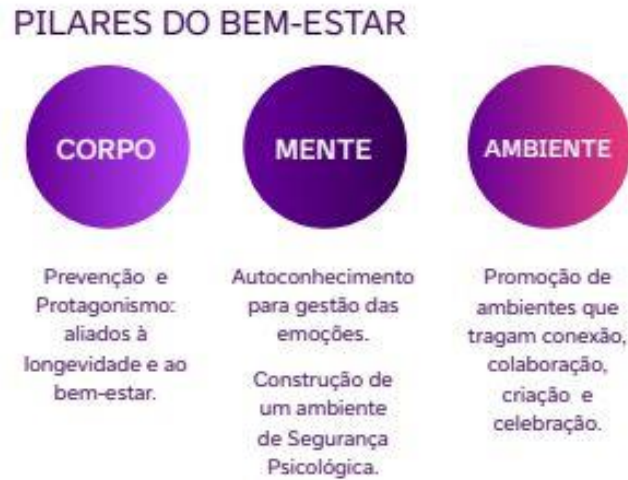 PILARES DO BEM-ESTAR
CORPO
Prevenção e
Protagonismo:
aliados à
longevidade e ao
bem-estar.
MENTE
Autoconhecimento
para gestão das
emoções.
Construção de
um ambiente
de Segurança
Psicológica.
AMBIENTE
Promoção de
ambientes que
tragam conexão,
colaboração,
criação e
celebração.